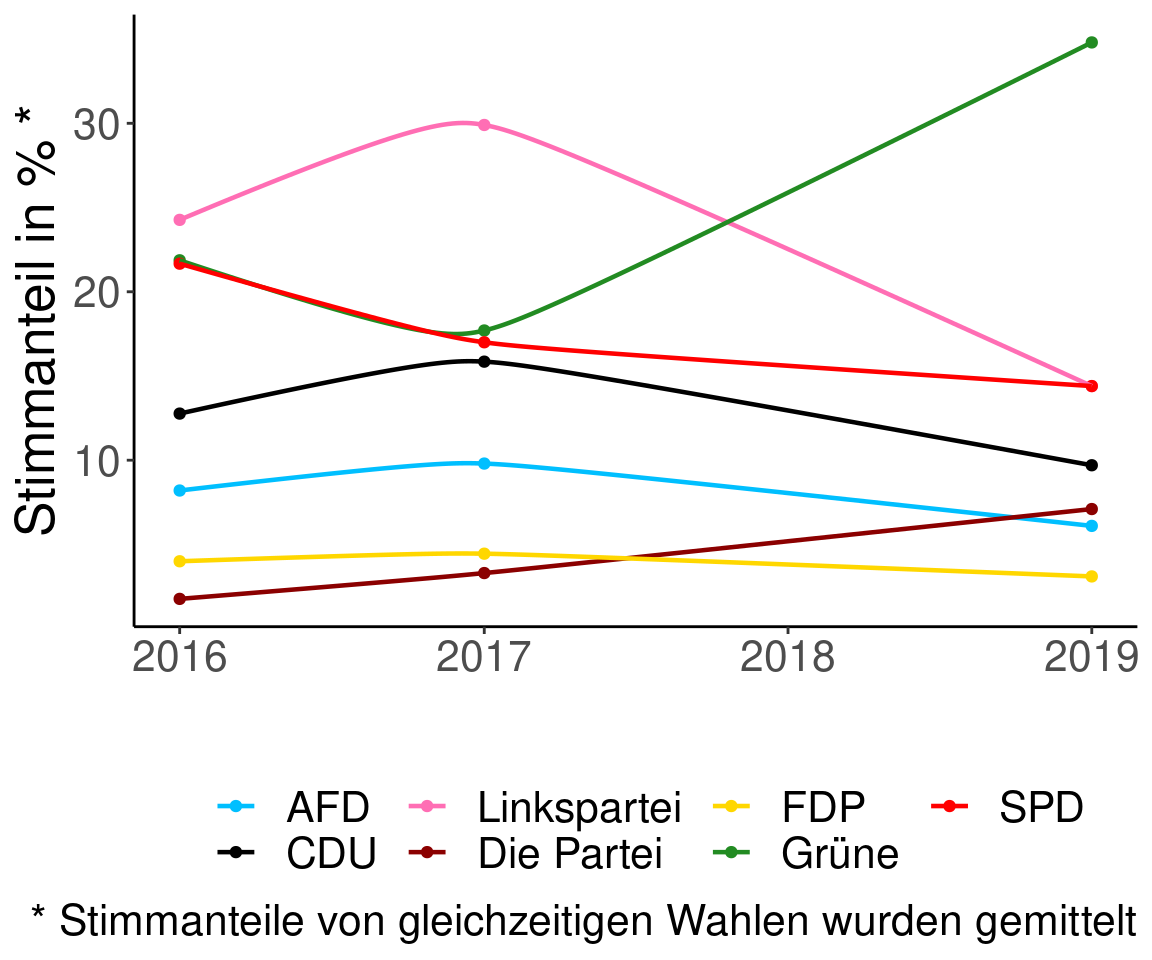 Stimmanteil in % *
30
20
10
2016 2017 2018 2019
AFD Linkspartei FDP SPD
CDU Die Partei Grüne
* Stimmanteile von gleichzeitigen Wahlen wurden gemittelt